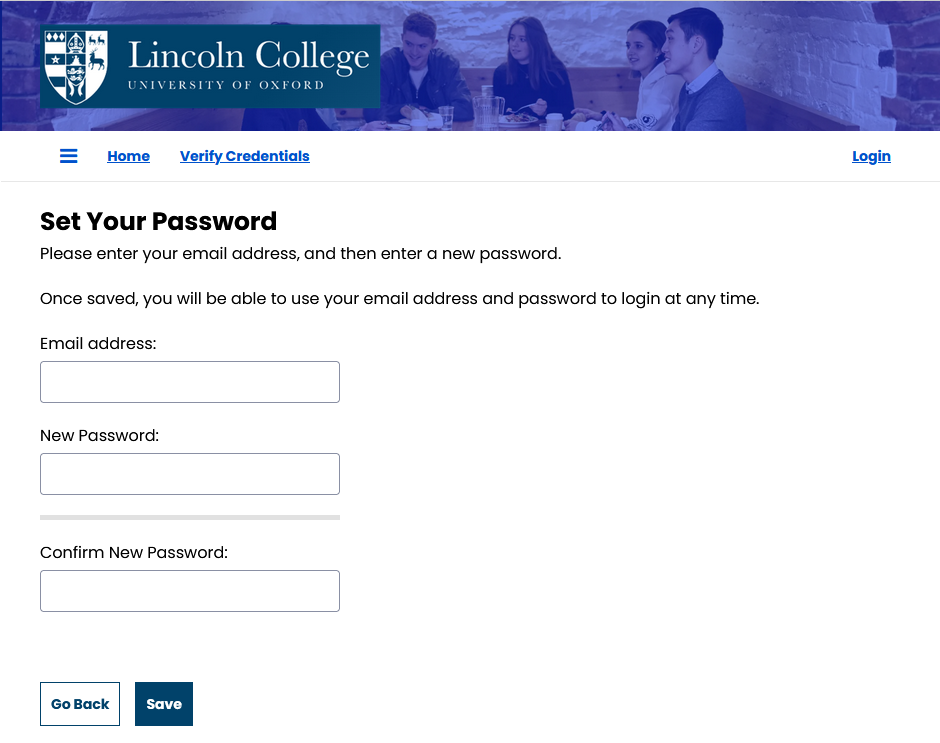 Lincoln College
UNIVERSITY OF OXFORD
Home
Verify Credentials
Login
Set Your Password
Please enter your email address, and then enter a new password.
Once saved, you will be able to use your email address and password to login at any time.
Email address:
New Password:
Confirm New Password:
Go Back
Save